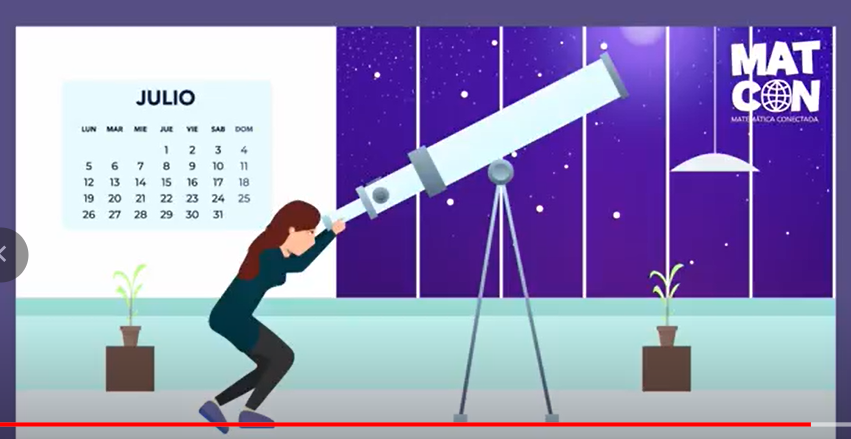 JULIO
LUN MAR MIE JUE VIE SAB DOM
1 2 3 4
5 6 7 8 9 10 11
12 13 14 15 16 17 18
19 20 21 22 23 24 25
26 27 28 29 30 31
MAT
CON
MATEMÁTICA CONECTADA